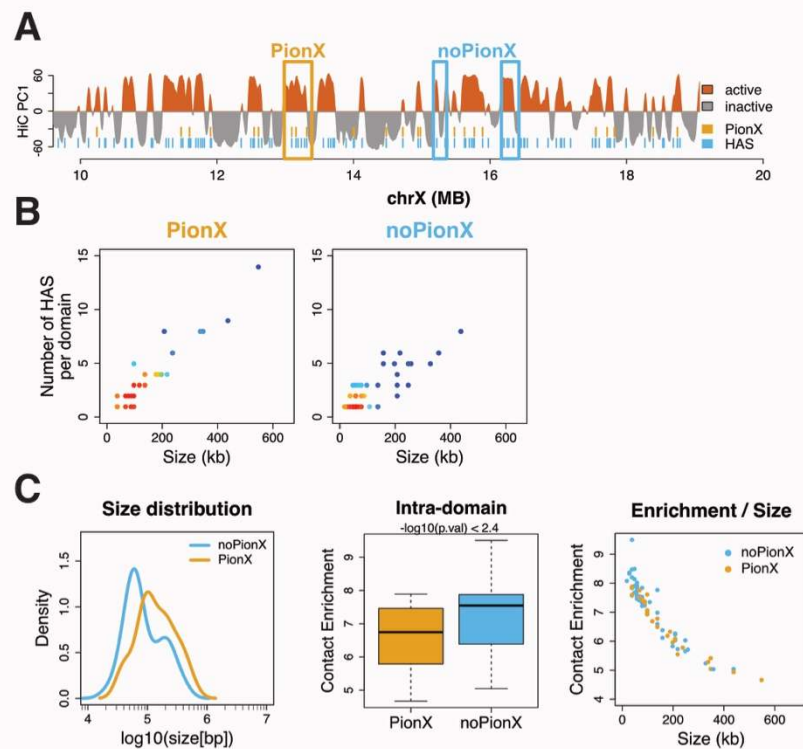 A
PionX
noPionX
HiC PC1
60
0
-60
active
inactive
PionX
HAS
10
12
14
16
18
20
chrX (MB)
B
PionX
noPionX
Number of HAS
per domain
15
10
5
0
0
200
400
600
Size (kb)
0
200
400
600
Size (kb)
C
Size distribution
noPionX
PionX
Density
1.5
1.0
0.5
0.0
4
5
6
7
log10(size[bp])
Intra-domain
-log10(p.val) < 2.4
Contact Enrichment
9
8
7
6
5
PionX
noPionX
Enrichment / Size
noPionX
PionX
Contact Enrichment
9
8
7
6
5
4
0
200
400
600
Size (kb)